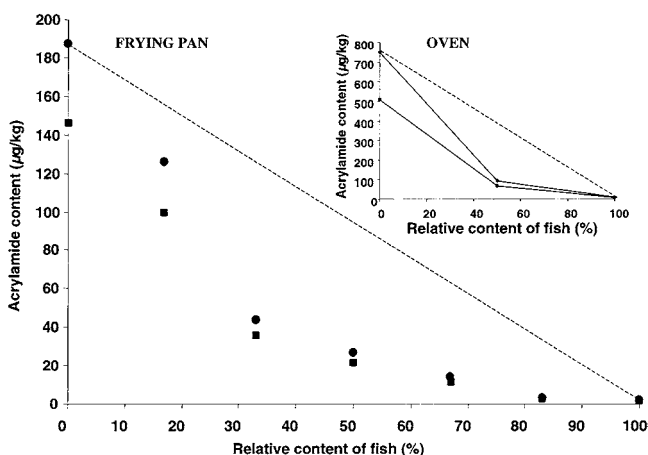 200
180
160
140
120
100
80
60
40
20
0
Acrylamide content (µg/kg)
FRYING PAN
0 10 20 30 40 50 60 70 80 90 100
Relative content of fish (%)
OVEN
800
700
600
500
400
300
200
100
0
Acrylamide content (µg/kg)
0 20 40 60 80 100
Relative content of fish (%)